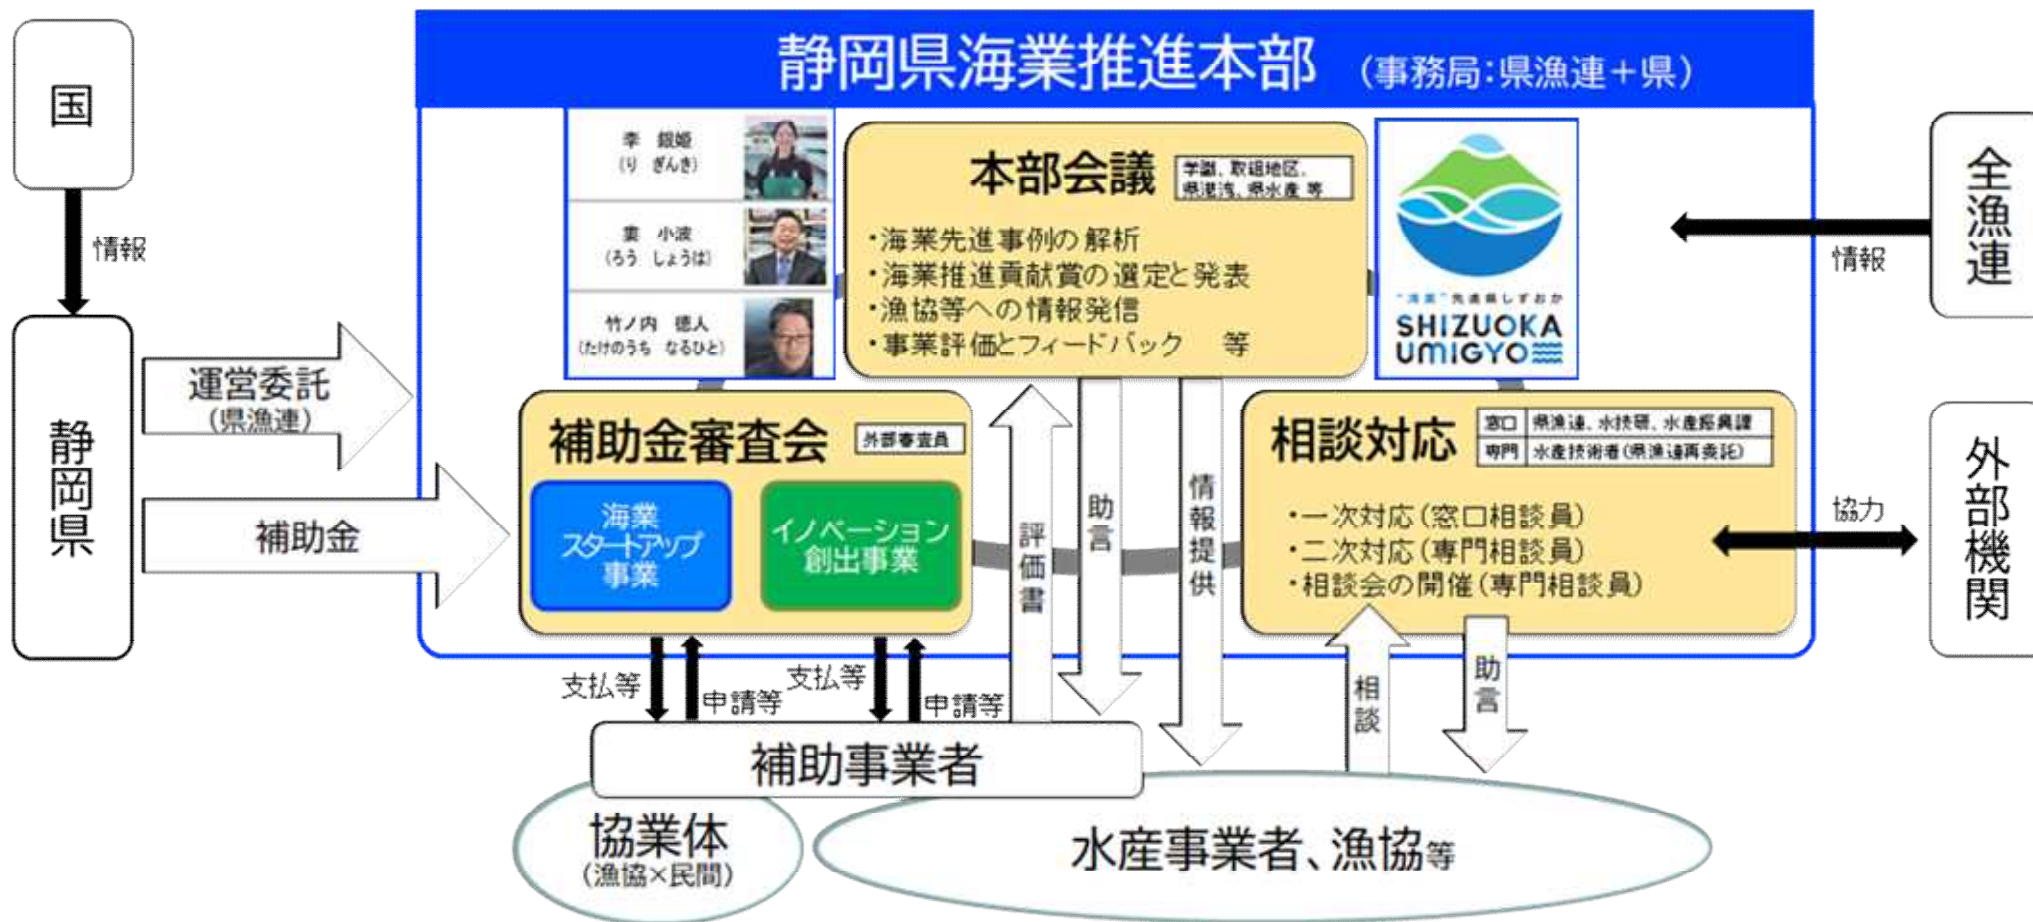 静岡県海業推進本部 （事務局：県漁連＋県）
国
情報
静岡県
運営委託
（県漁連）
補助金
李 銀姫
（り ぎんき）
婁 小波
（ろう しょうは）
竹ノ内 徳人
（たけのうち なるひと）
本部会議
学識、取組地区、
県港湾、県水産 等
・海業先進事例の解析
・海業推進貢献賞の選定と発表
・漁協等への情報発信
・事業評価とフィードバック 等
"海業"先進県しずおか
SHIZUOKA
UMIGYO
全漁連
情報
補助金審査会
外部審査員
海業
スタートアップ
事業
イノベーション
創出事業
相談対応
窓口 県漁連、水技研、水産振興課
専門 水産技術者（県漁連再委託）
・一次対応（窓口相談員）
・二次対応（専門相談員）
・相談会の開催（専門相談員）
協力
外部機関
評価書
助言
情報提供
支払等
申請等
支払等
申請等
相談
助言
補助事業者
協業体
（漁協×民間）
水産事業者、漁協等